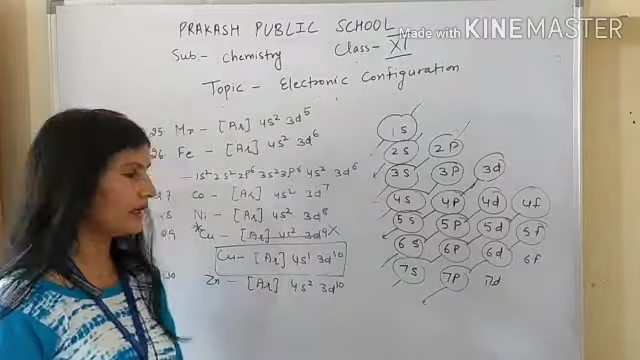 PRAKASH PUBLIC SCHOOL
Made with KINEMASTER
Sub:- Chemistry Class- XI
Topic - Electronic Configuration
25. Mn - [Ar] 4s² 3d⁵
26. Fe - [Ar] 4s² 3d⁶
- 1s² 2s² 2p⁶ 3s² 3p⁶ 4s² 3d⁶
Co - [Ar] 4s² 3d⁷
Ni - [Ar] 4s² 3d⁸
*Cu - [Ar] 4s² 3d⁹ X
Cu - [Ar] 4s¹ 3d¹⁰
30 Zn - [Ar] 4s² 3d¹⁰
1s
2s 2p
3s 3p 3d
4s 4p 4d 4f
5s 5p 5d 5f
6s 6p 6d 6f
7s 7p 7d